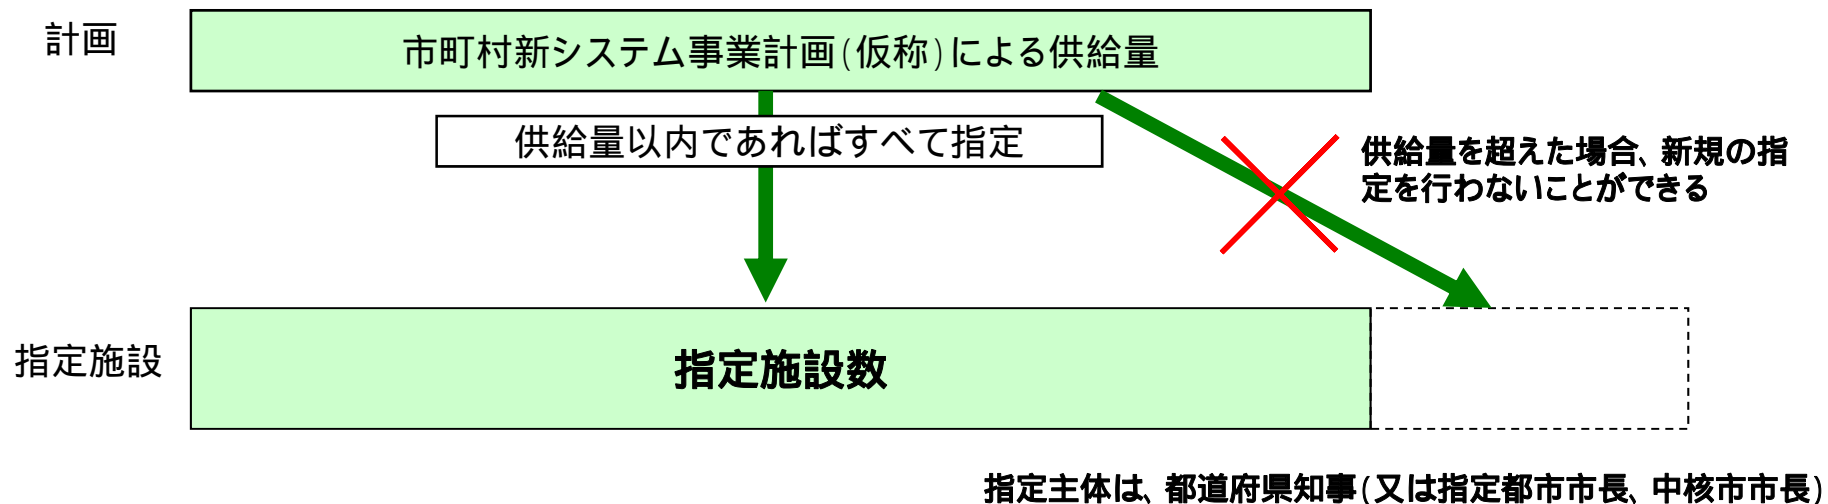 計画
市町村新システム事業計画(仮称)による供給量
供給量以内であればすべて指定
供給量を超えた場合、新規の指
定を行わないことができる
指定施設
指定施設数
指定主体は、都道府県知事(又は指定都市市長、中核市市長)